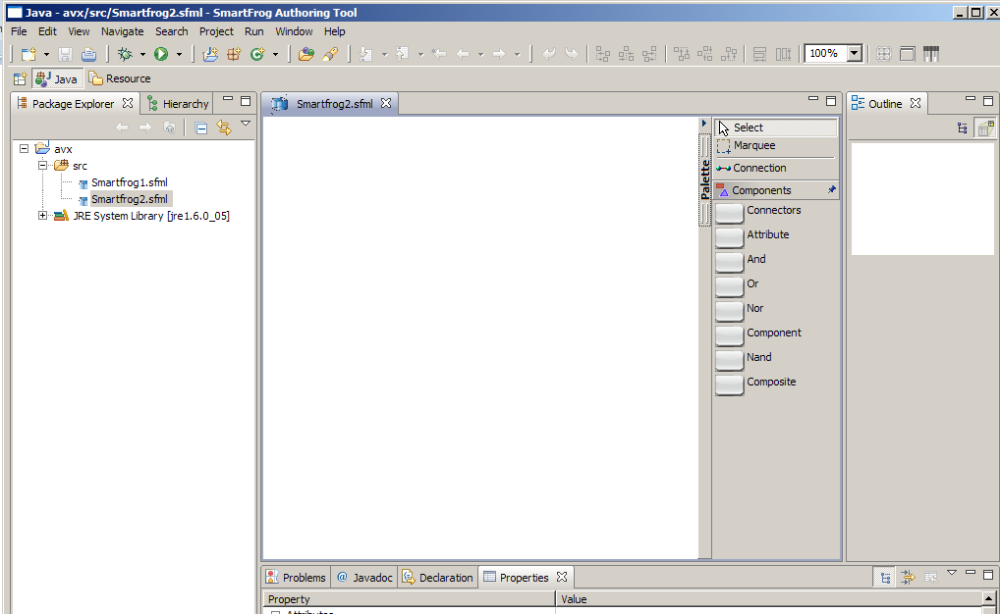 Java - avx/src/Smartfrog2.sfml - SmartFrog Authoring Tool
File Edit View Navigate Search Project Run Window Help
100%
Java Resource
Package Explorer Hierarchy
avx
src
Smartfrog1.sfml
Smartfrog2.sfml
JRE System Library [jre1.6.0_05]
Smartfrog2.sfml
Palette
Select
Marquee
Connection
Components
Connectors
Attribute
And
Or
Nor
Component
Nand
Composite
Outline
Problems @ Javadoc Declaration Properties
Property Value
Attributes